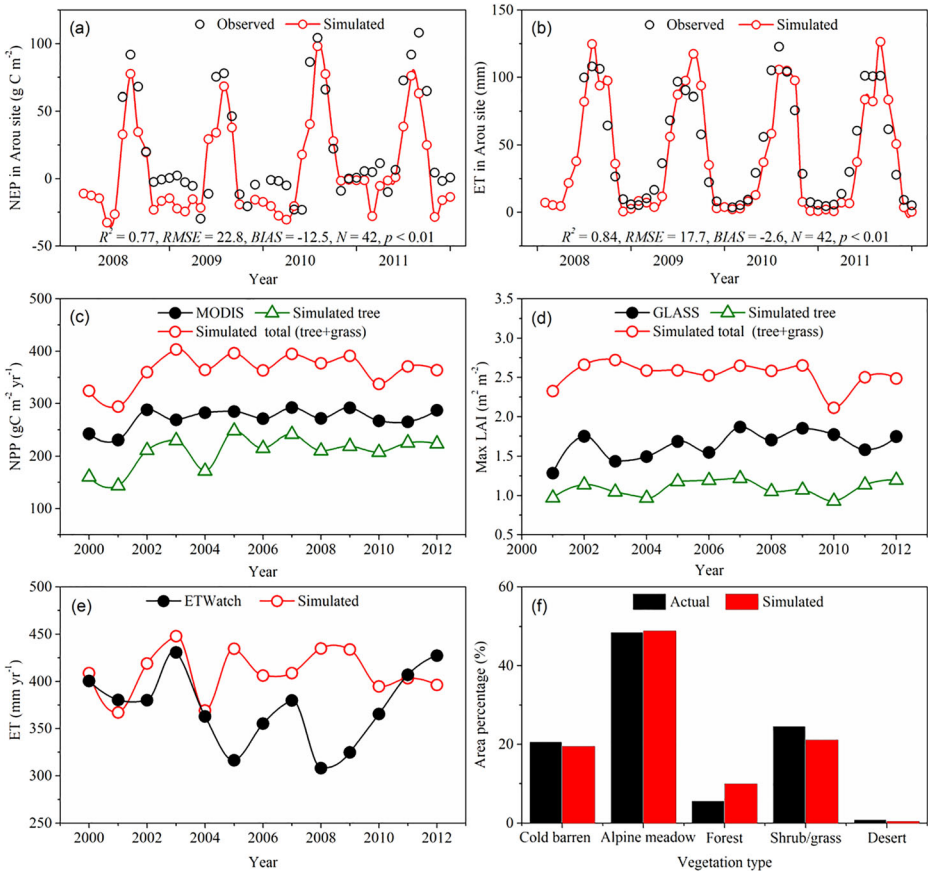 (a)
Observed
Simulated
NEP in Arou site (g C m⁻²)
100
50
0
-50
R² = 0.77, RMSE = 22.8, BIAS = -12.5, N = 42, p < 0.01
2008 2009 2010 2011
Year
(b)
Observed
Simulated
ET in Arou site (mm)
150
100
50
0
R² = 0.84, RMSE = 17.7, BIAS = -2.6, N = 42, p < 0.01
2008 2009 2010 2011
Year
(c)
MODIS
Simulated tree
Simulated total (tree+grass)
NPP (gC m⁻² yr⁻¹)
500
400
300
200
100
2000 2002 2004 2006 2008 2010 2012
Year
(d)
GLASS
Simulated tree
Simulated total (tree+grass)
Max LAI (m² m⁻²)
3.5
3.0
2.5
2.0
1.5
1.0
0.5
2000 2002 2004 2006 2008 2010 2012
Year
(e)
ETWatch
Simulated
ET (mm yr⁻¹)
500
450
400
350
300
250
2000 2002 2004 2006 2008 2010 2012
Year
(f)
Actual
Simulated
Area percentage (%)
60
40
20
0
Cold barren Alpine meadow Forest Shrub/grass Desert
Vegetation type